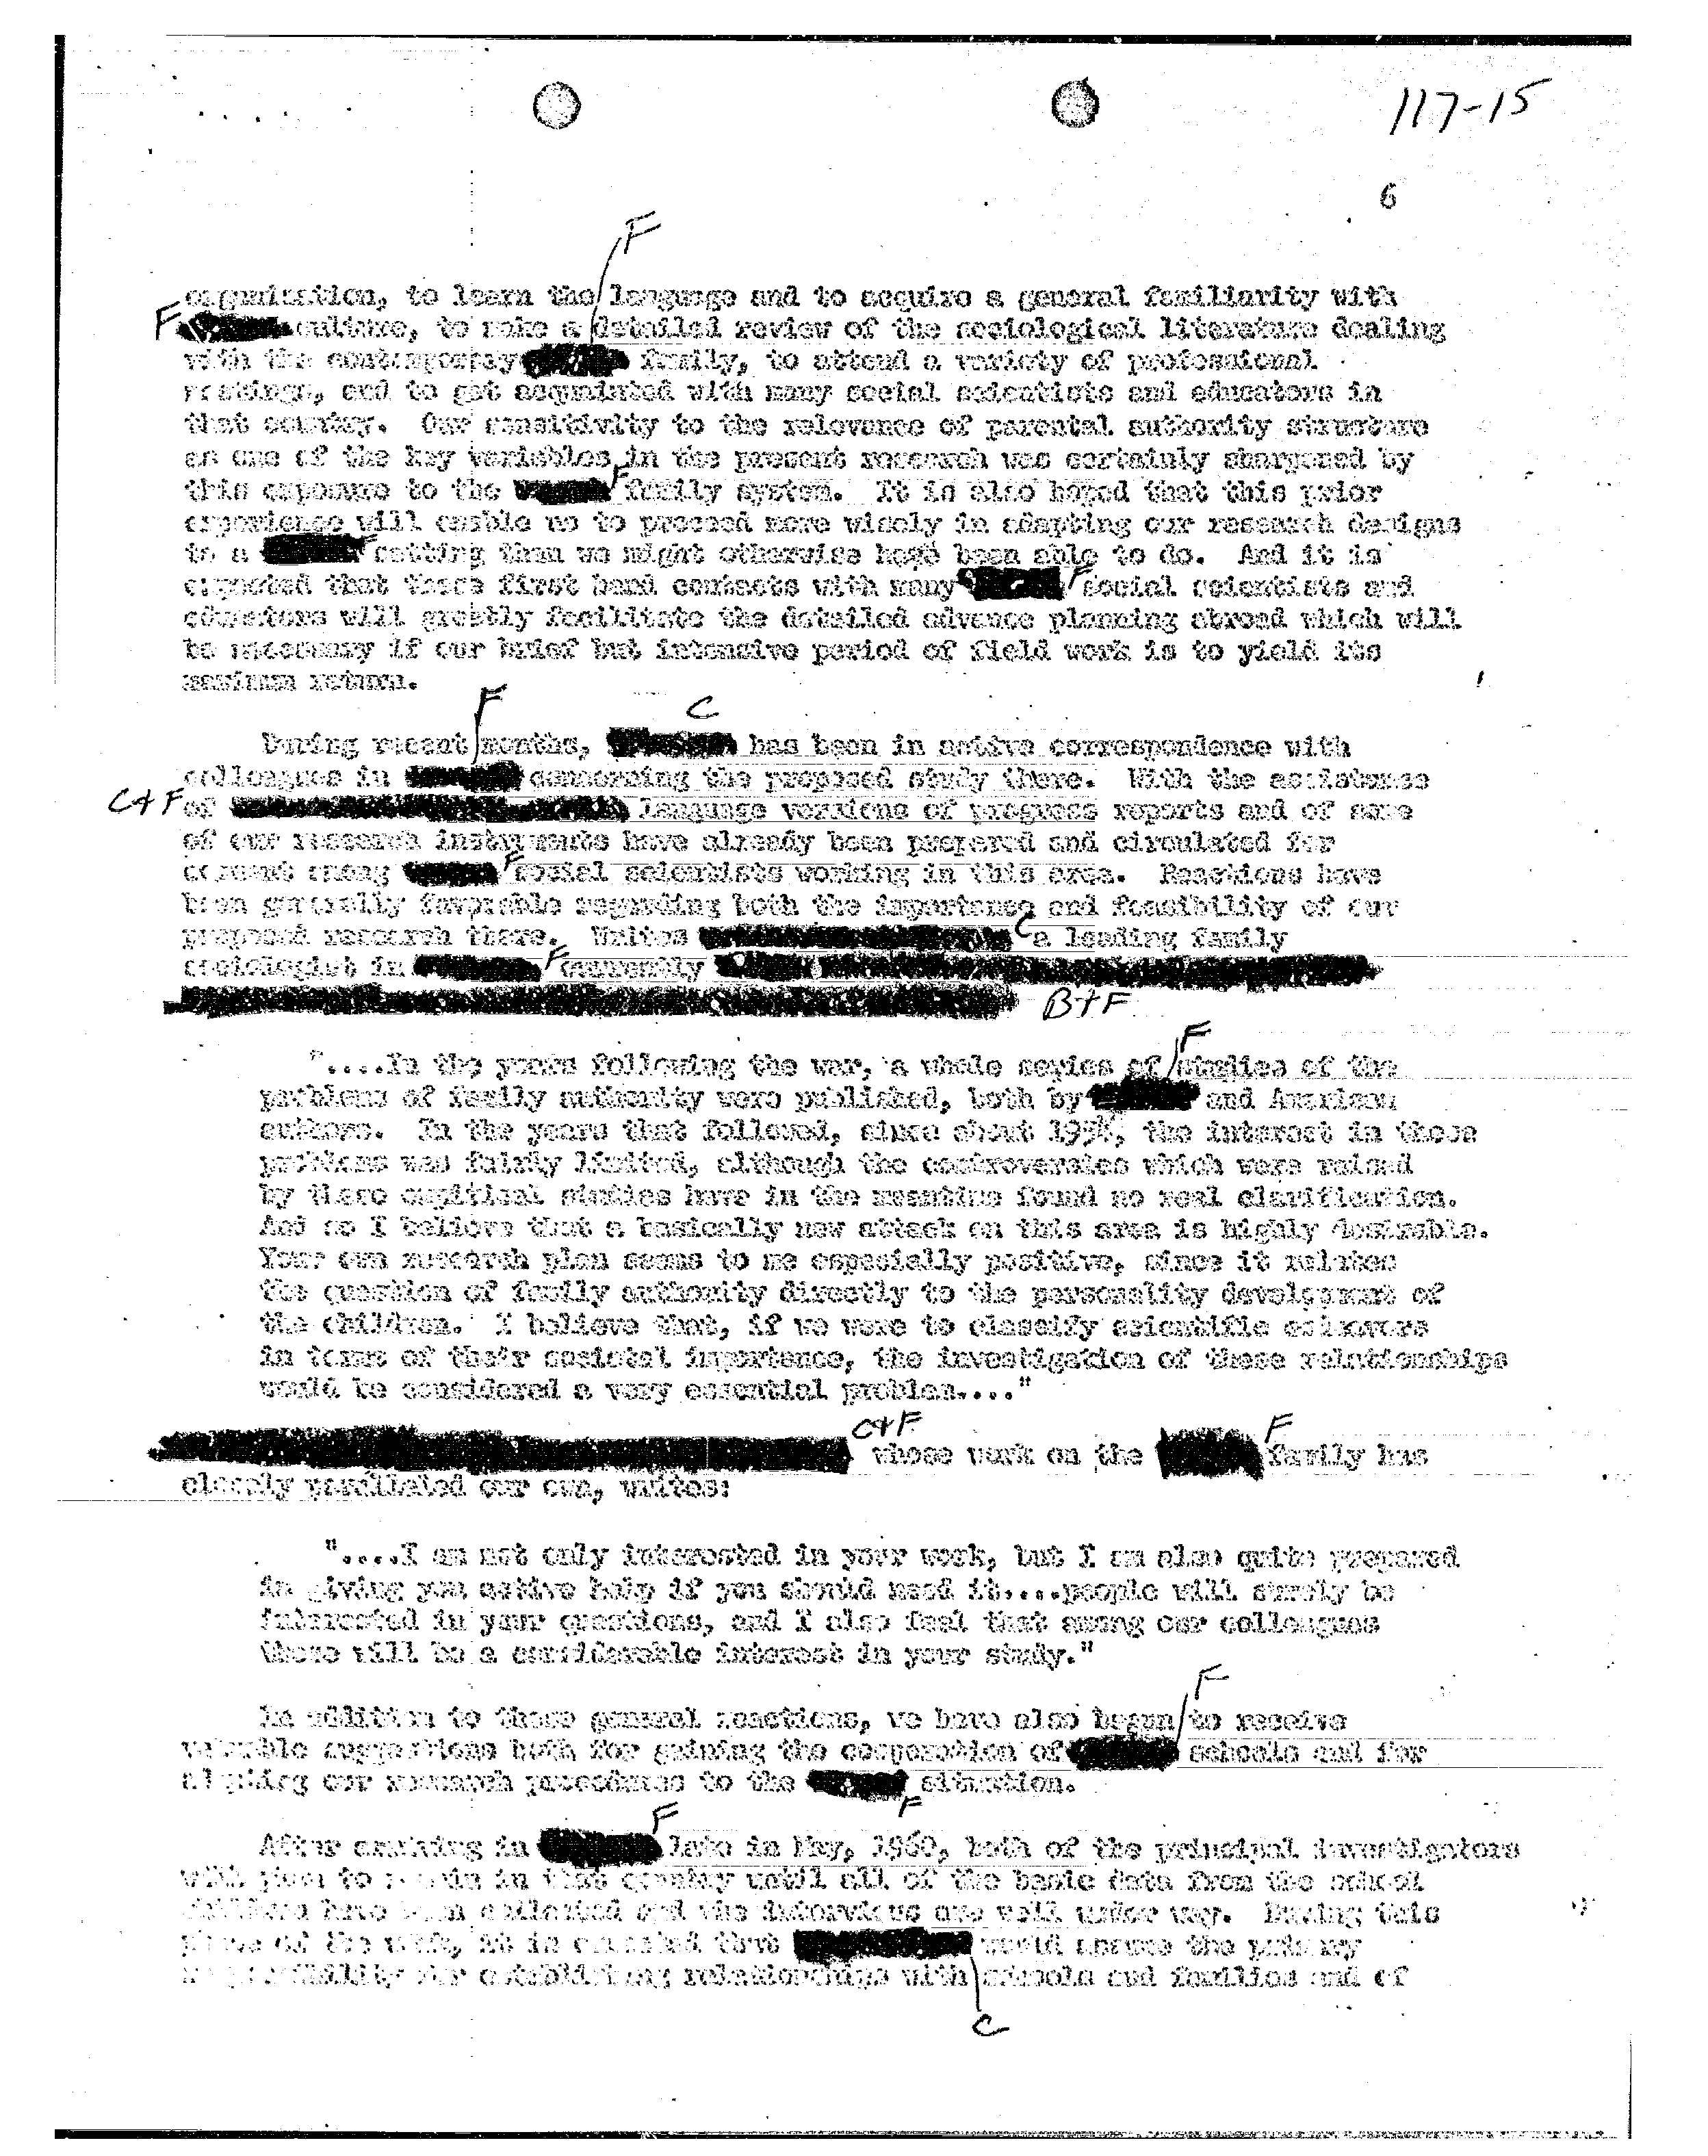 117-15
6
F
organization, to learn the language and to acquire a general familiarity with
F culture, to make a detailed review of the sociological literature dealing
with the contemporary family, to attend a variety of professional
meetings, and to get acquainted with many social scientists and educators in
that country. Our sensitivity to the relevance of parental authority structure
as one of the key variables in the present research was certainly sharpened by
this exposure to the F family system. It is also hoped that this prior
experience will enable us to proceed more wisely in adapting our research designs
to a F setting than we might otherwise have been able to do. And it is
expected that these first hand contacts with many F social scientists and
educators will greatly facilitate the detailed advance planning abroad which will
be necessary if our brief but intensive period of field work is to yield its
maximum return.
F C
During recent months, has been in active correspondence with
colleagues in concerning the proposed study there. With the assistance
C+F of language versions of progress reports and of some
of our research instruments have already been prepared and circulated for
comment among F social scientists working in this area. Reactions have
been generally favorable regarding both the importance and feasibility of our
proposed research there. Writes C a leading family
sociologist in F currently
B+F
F
"....In the years following the war, a whole series of studies of the
problems of family authority were published, both by and American
authors. In the years that followed, since about the interest in these
problems was fairly limited, although the controversies which were raised
by these empirical studies have in the meantime found no real clarification.
And so I believe that a basically new attack on this area is highly desirable.
Your own research plan seems to me especially positive, since it relates
the question of family authority directly to the personality development of
the children. I believe that, if we were to classify scientific
in terms of their societal importance, the investigation of these relationships
would be considered a very essential problem...."
C+F F
whose work on the family has
closely paralleled our own, writes:
"....I am not only interested in your work, but I am also quite prepared
in giving you active help if you should need it....people will surely be
interested in your questions, and I also feel that among our colleagues
there will be a considerable interest in your study."
F
In addition to these general reactions, we have also begun to receive
valuable suggestions both for gaining the cooperation of schools and for
our research procedures to the situation.
F
F
After arriving in late in May, 1960, both of the principal investigators
will plan to remain in that country until all of the basic data from the school
children have been collected and the interviews are well under way. During this
phase of the work, it is expected that would assume the primary
responsibility for establishing relationships with schools and families and of
C